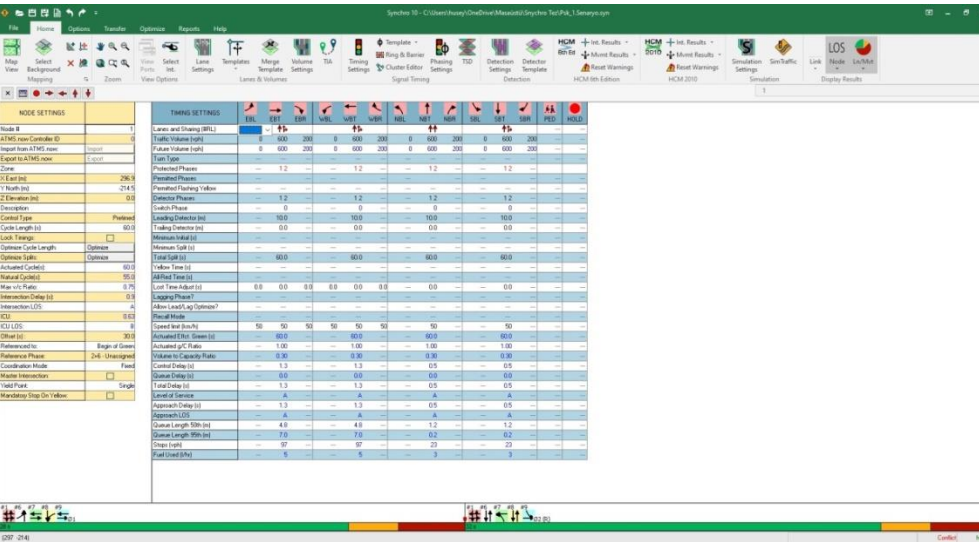 Synchro 10 - C:\Users\husey\OneDrive\Masaüstü\Snychro Tez\Psk_1.Senaryo.syn
File Home Options Transfer Optimize Reports Help
Map View
Select Background
Mapping
Zoom
View Ports
Select Int.
View Options
Lane Settings
Templates
Merge Template
Volume Settings
TIA
Lanes & Volumes
Timing Settings
Template
Ring & Barrier
Cluster Editor
Phasing Settings
TSD
Signal Timing
Detection Settings
Detector Template
Detection
HCM 6th Ed
Int. Results
Mvmt Results
Reset Warnings
HCM 6th Edition
HCM 2010
Int. Results
Mvmt Results
Reset Warnings
HCM 2010
Simulation Settings
SimTraffic
Simulation
Link
LOS
Node
Ln/Mvt
Display Results
1
NODE SETTINGS
Node # 1
ATMS.now Controller ID 0
Import from ATMS.now: Import
Export to ATMS.now: Export
Zone:
X East (m) 296.9
Y North (m) -214.5
Z Elevation (m) 0.0
Description
Control Type Pretimed
Cycle Length (s) 60.0
Lock Timings:
Optimize Cycle Length: Optimize
Optimize Splits: Optimize
Actuated Cycle(s) 60.0
Natural Cycle(s) 55.0
Max v/c Ratio: 0.75
Intersection Delay (s) 0.9
Intersection LOS: A
ICU: 0.63
ICU LOS: B
Offset (s) : 30.0
Referenced to: Begin of Green
Reference Phase: 2+6 - Unassigned
Coordination Mode: Fixed
Master Intersection:
Yield Point: Single
Mandatory Stop On Yellow:
TIMING SETTINGS EBL EBT EBR WBL WBT WBR NBL NBT NBR SBL SBT SBR PED HOLD
Lanes and Sharing (#RL)
Traffic Volume (vph) 0 600 200 0 600 200 0 600 200 0 600 200 — —
Future Volume (vph) 0 600 200 0 600 200 0 600 200 0 600 200 — —
Turn Type
Protected Phases 1 2 1 2 1 2 1 2
Permitted Phases
Permitted Flashing Yellow
Detector Phases 1 2 1 2 1 2 1 2
Switch Phase 0 0 0 0
Leading Detector (m) 10.0 10.0 10.0 10.0
Trailing Detector (m) 0.0 0.0 0.0 0.0
Minimum Initial (s)
Minimum Split (s)
Total Split (s) 60.0 60.0 60.0 60.0
Yellow Time (s)
All-Red Time (s)
Lost Time Adjust (s) 0.0 0.0 0.0 0.0 0.0 0.0 — 0.0 — — 0.0 —
Lagging Phase?
Allow Lead/Lag Optimize?
Recall Mode
Speed limit (km/h) 50 50 50 50 50 50 — 50 — — 50 —
Actuated Effct. Green (s) 60.0 60.0 60.0 60.0
Actuated g/C Ratio 1.00 1.00 1.00 1.00
Volume to Capacity Ratio 0.30 0.30 0.30 0.30
Control Delay (s) 1.3 1.3 0.5 0.5
Queue Delay (s) 0.0 0.0 0.0 0.0
Total Delay (s) 1.3 1.3 0.5 0.5
Level of Service A A A A
Approach Delay (s) 1.3 1.3 0.5 0.5
Approach LOS A A A A
Queue Length 50th (m) 4.8 4.8 1.2 1.2
Queue Length 95th (m) 7.0 7.0 0.2 0.2
Stops (vph) 97 97 23 23
Fuel Used (l/hr) 5 5 3 3
#1 #6 #7 #8 #9
Ø1
#1 #6 #7 #8 #9
Ø2 (R)
(297 -214)
Conflict